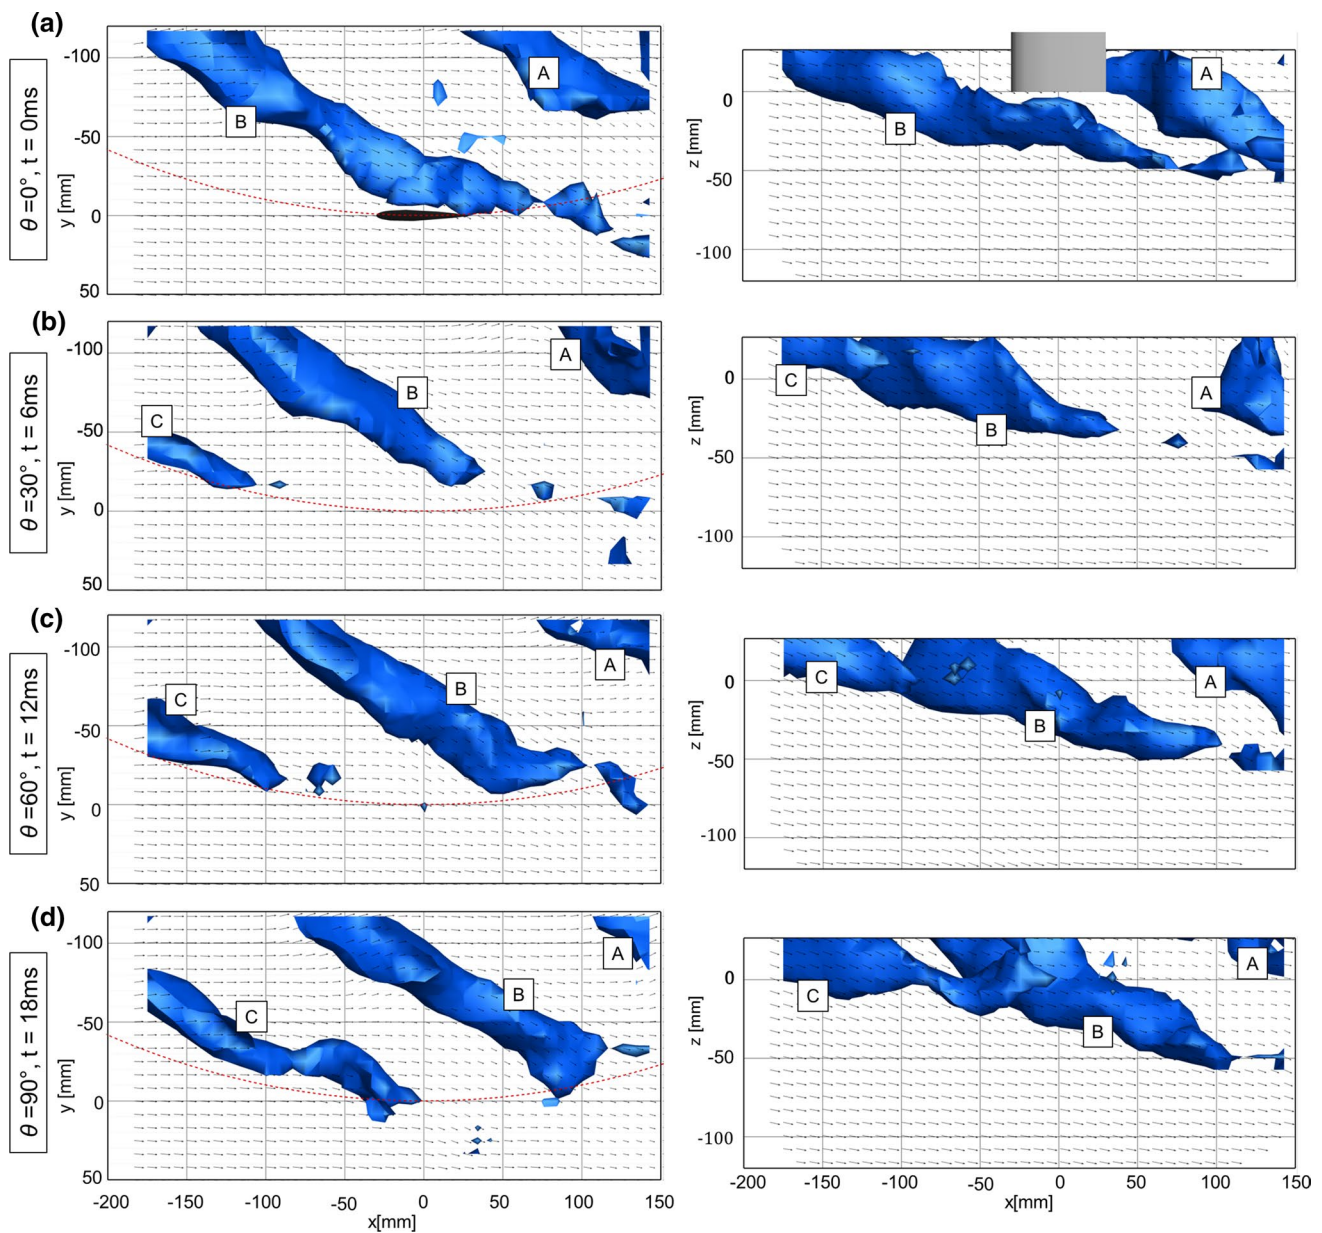 (a)
θ=0°, t = 0ms
y [mm]
-100
-50
0
50
A
B
z [mm]
0
-50
-100
A
B
(b)
θ=30°, t = 6ms
y [mm]
-100
-50
0
50
A
B
C
z [mm]
0
-50
-100
C
A
B
(c)
θ=60°, t = 12ms
y [mm]
-100
-50
0
50
A
B
C
z [mm]
0
-50
-100
C
A
B
(d)
θ=90°, t = 18ms
y [mm]
-100
-50
0
50
A
B
C
-200 -150 -100 -50 0 50 100 150
x[mm]
z [mm]
0
-50
-100
A
C
B
-200 -150 -100 -50 0 50 100 150
x[mm]